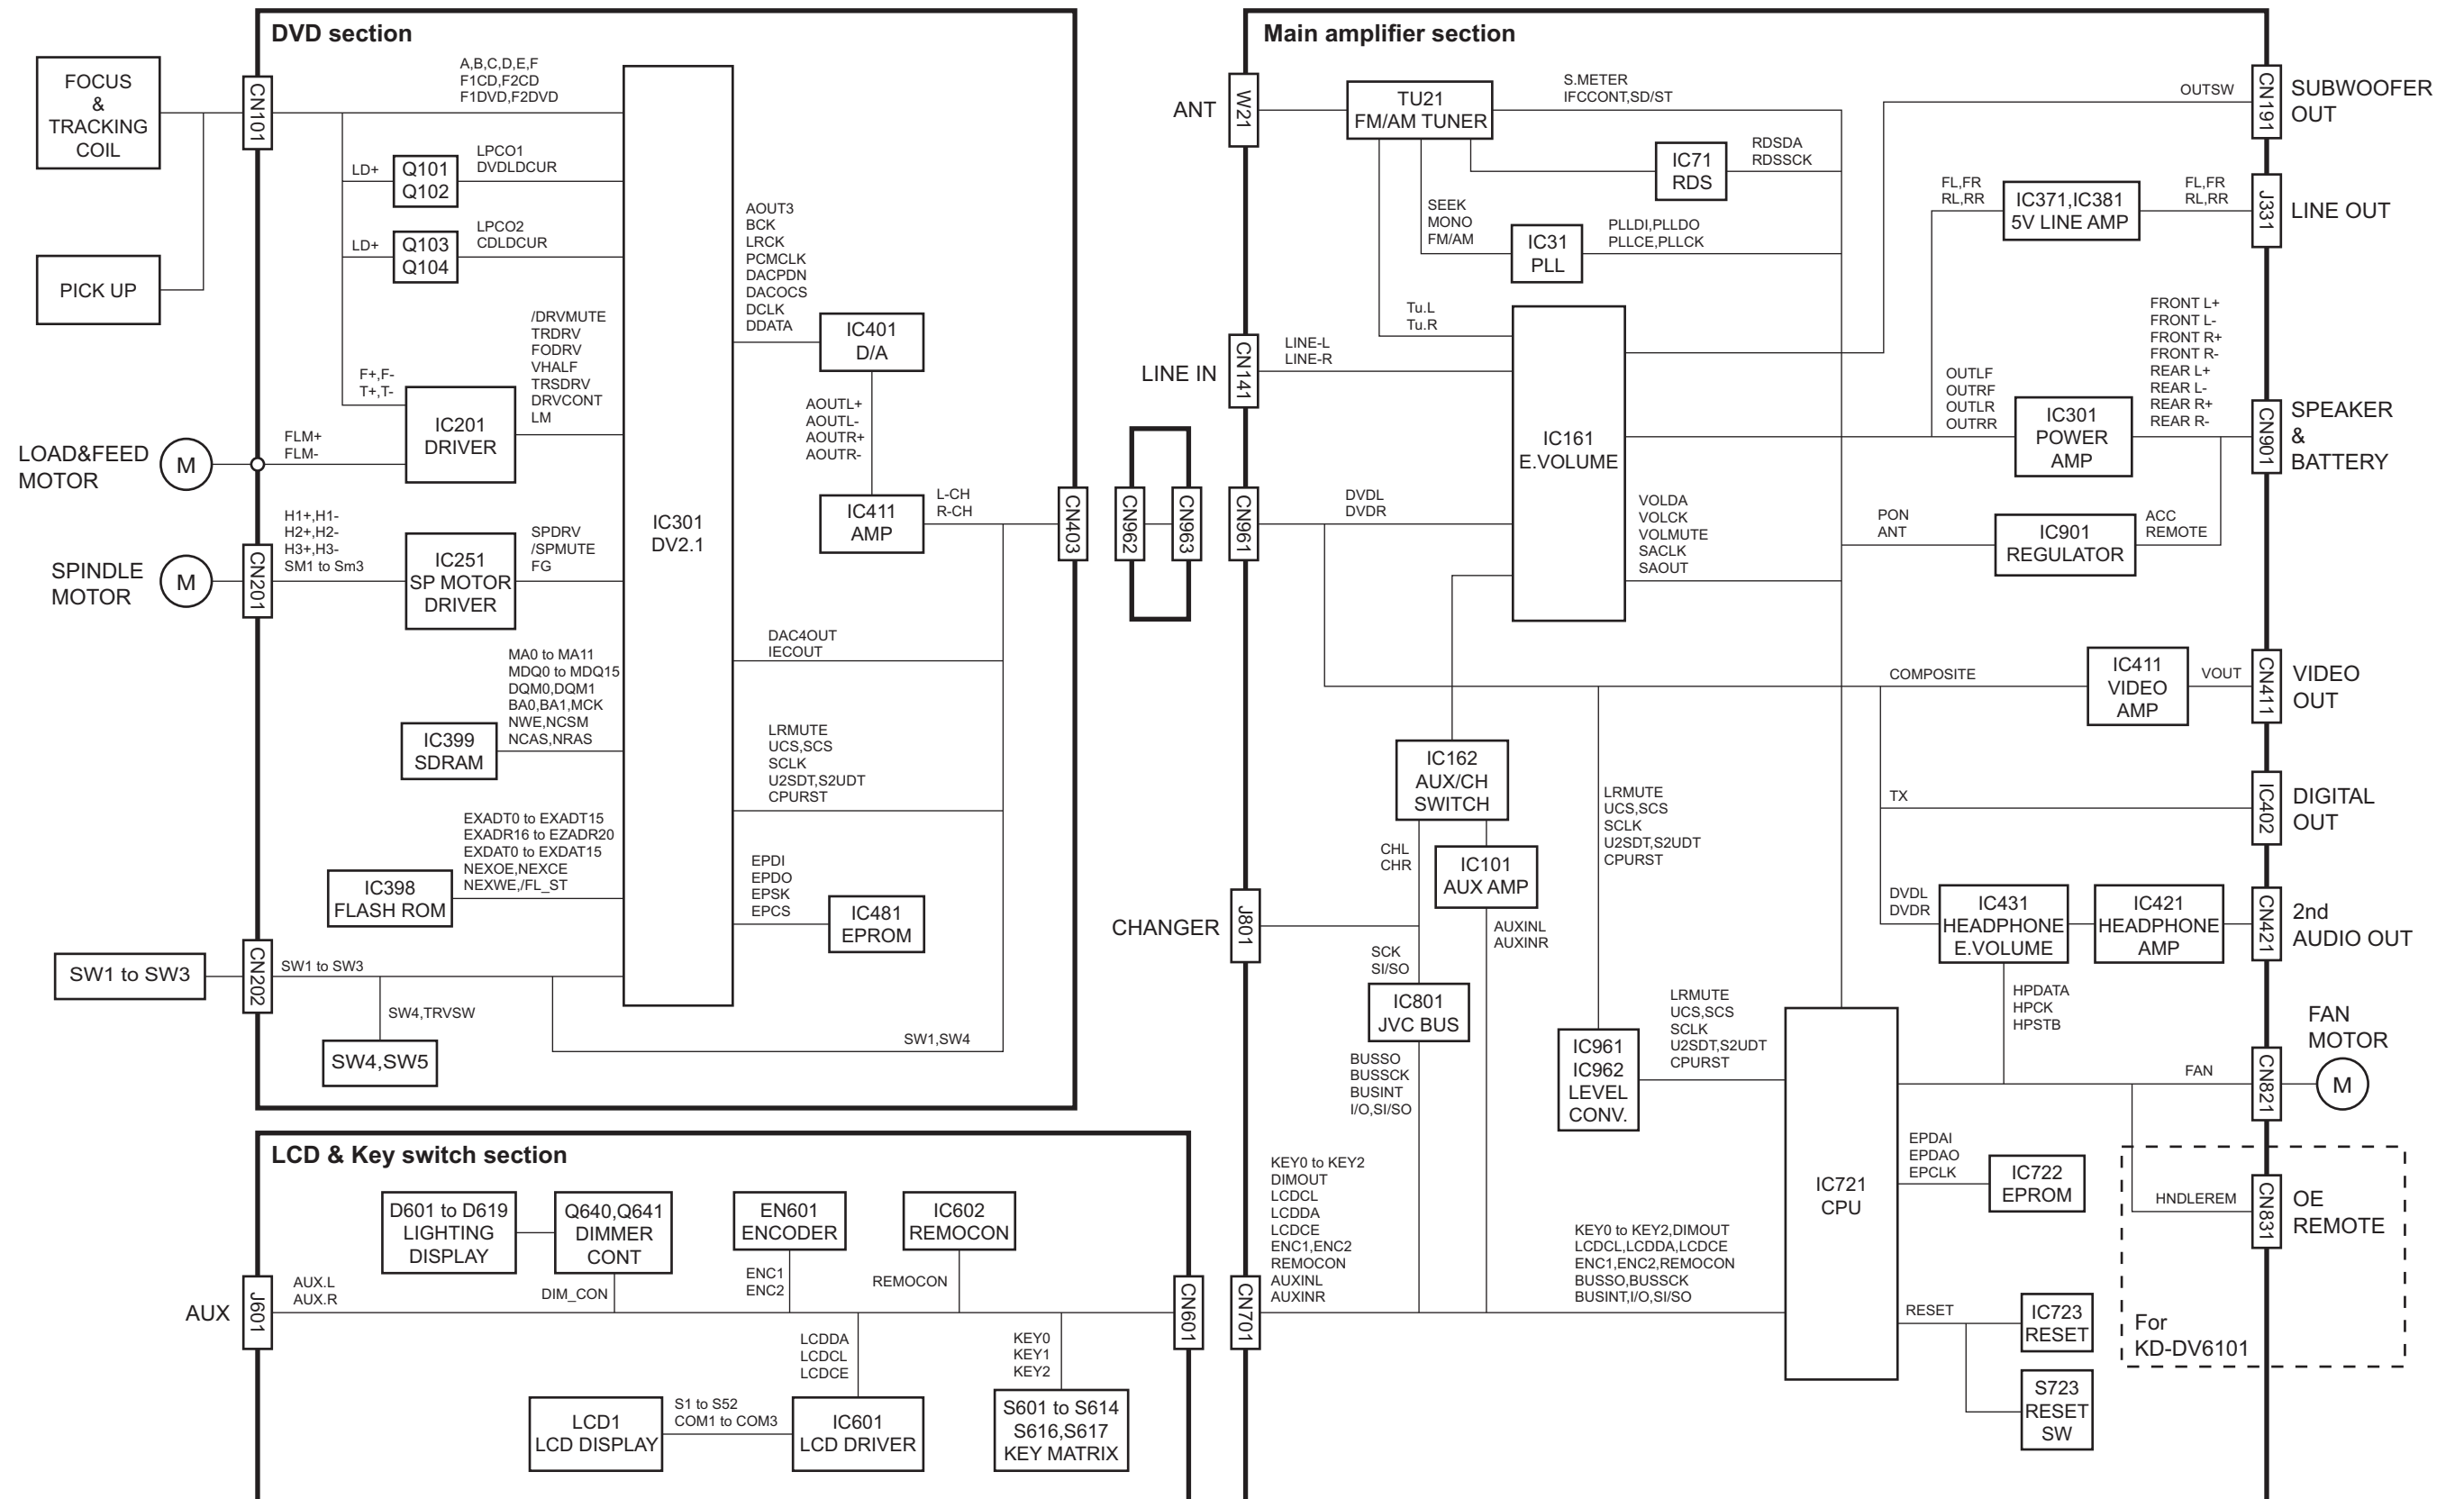 DVD section
FOCUS
&
TRACKING
COIL
PICK UP
CN101
A,B,C,D,E,F
F1CD,F2CD
F1DVD,F2DVD
LD+
Q101
Q102
LPCO1
DVDLDCUR
LD+
Q103
Q104
LPCO2
CDLDCUR
F+,F-
T+,T-
/DRVMUTE
TRDRV
FODRV
VHALF
TRSDRV
DRVCONT
LM
IC201
DRIVER
LOAD&FEED
MOTOR
M
FLM+
FLM-
SPINDLE
MOTOR
M
CN201
H1+,H1-
H2+,H2-
H3+,H3-
SM1 to Sm3
IC251
SP MOTOR
DRIVER
SPDRV
/SPMUTE
FG
IC301
DV2.1
AOUT3
BCK
LRCK
PCMCLK
DACPDN
DACOCS
DCLK
DDATA
IC401
D/A
AOUTL+
AOUTL-
AOUTR+
AOUTR-
IC411
AMP
L-CH
R-CH
CN403
DAC4OUT
IECOUT
MA0 to MA11
MDQ0 to MDQ15
DQM0,DQM1
BA0,BA1,MCK
NWE,NCSM
NCAS,NRAS
IC399
SDRAM
LRMUTE
UCS,SCS
SCLK
U2SDT,S2UDT
CPURST
EXADT0 to EXADT15
EXADR16 to EZADR20
EXDAT0 to EXDAT15
NEXOE,NEXCE
NEXWE,/FL_ST
IC398
FLASH ROM
EPDI
EPDO
EPSK
EPCS
IC481
EPROM
SW1 to SW3
CN202
SW1 to SW3
SW4,TRVSW
SW4,SW5
SW1,SW4
CN962
CN963
LCD & Key switch section
D601 to D619
LIGHTING
DISPLAY
Q640,Q641
DIMMER
CONT
EN601
ENCODER
IC602
REMOCON
AUX
J601
AUX.L
AUX.R
DIM_CON
ENC1
ENC2
REMOCON
CN601
LCDDA
LCDCL
LCDCE
KEY0
KEY1
KEY2
LCD1
LCD DISPLAY
S1 to S52
COM1 to COM3
IC601
LCD DRIVER
S601 to S614
S616,S617
KEY MATRIX
Main amplifier section
ANT
W21
TU21
FM/AM TUNER
S.METER
IFCCONT,SD/ST
IC71
RDS
RDSDA
RDSSCK
SEEK
MONO
FM/AM
IC31
PLL
PLLDI,PLLDO
PLLCE,PLLCK
Tu.L
Tu.R
LINE IN
CN141
LINE-L
LINE-R
IC161
E.VOLUME
CN961
DVDL
DVDR
VOLDA
VOLCK
VOLMUTE
SACLK
SAOUT
OUTSW
CN191
SUBWOOFER
OUT
FL,FR
RL,RR
IC371,IC381
5V LINE AMP
FL,FR
RL,RR
J331
LINE OUT
OUTLF
OUTRF
OUTLR
OUTRR
IC301
POWER
AMP
FRONT L+
FRONT L-
FRONT R+
FRONT R-
REAR L+
REAR L-
REAR R+
REAR R-
CN901
SPEAKER
&
BATTERY
PON
ANT
IC901
REGULATOR
ACC
REMOTE
COMPOSITE
IC411
VIDEO
AMP
VOUT
CN411
VIDEO
OUT
IC162
AUX/CH
SWITCH
CHL
CHR
IC101
AUX AMP
LRMUTE
UCS,SCS
SCLK
U2SDT,S2UDT
CPURST
TX
IC402
DIGITAL
OUT
DVDL
DVDR
IC431
HEADPHONE
E.VOLUME
IC421
HEADPHONE
AMP
CN421
2nd
AUDIO OUT
CHANGER
J801
AUXINL
AUXINR
SCK
SI/SO
IC801
JVC BUS
BUSSO
BUSSCK
BUSINT
I/O,SI/SO
IC961
IC962
LEVEL
CONV.
LRMUTE
UCS,SCS
SCLK
U2SDT,S2UDT
CPURST
HPDATA
HPCK
HPSTB
FAN
MOTOR
FAN
CN821
M
IC721
CPU
EPDAI
EPDAO
EPCLK
IC722
EPROM
HNDLEREM
CN831
OE
REMOTE
For
KD-DV6101
KEY0 to KEY2
DIMOUT
LCDCL
LCDDA
LCDCE
ENC1,ENC2
REMOCON
AUXINL
AUXINR
CN701
KEY0 to KEY2,DIMOUT
LCDCL,LCDDA,LCDCE
ENC1,ENC2,REMOCON
BUSSO,BUSSCK
BUSINT,I/O,SI/SO
RESET
IC723
RESET
S723
RESET
SW